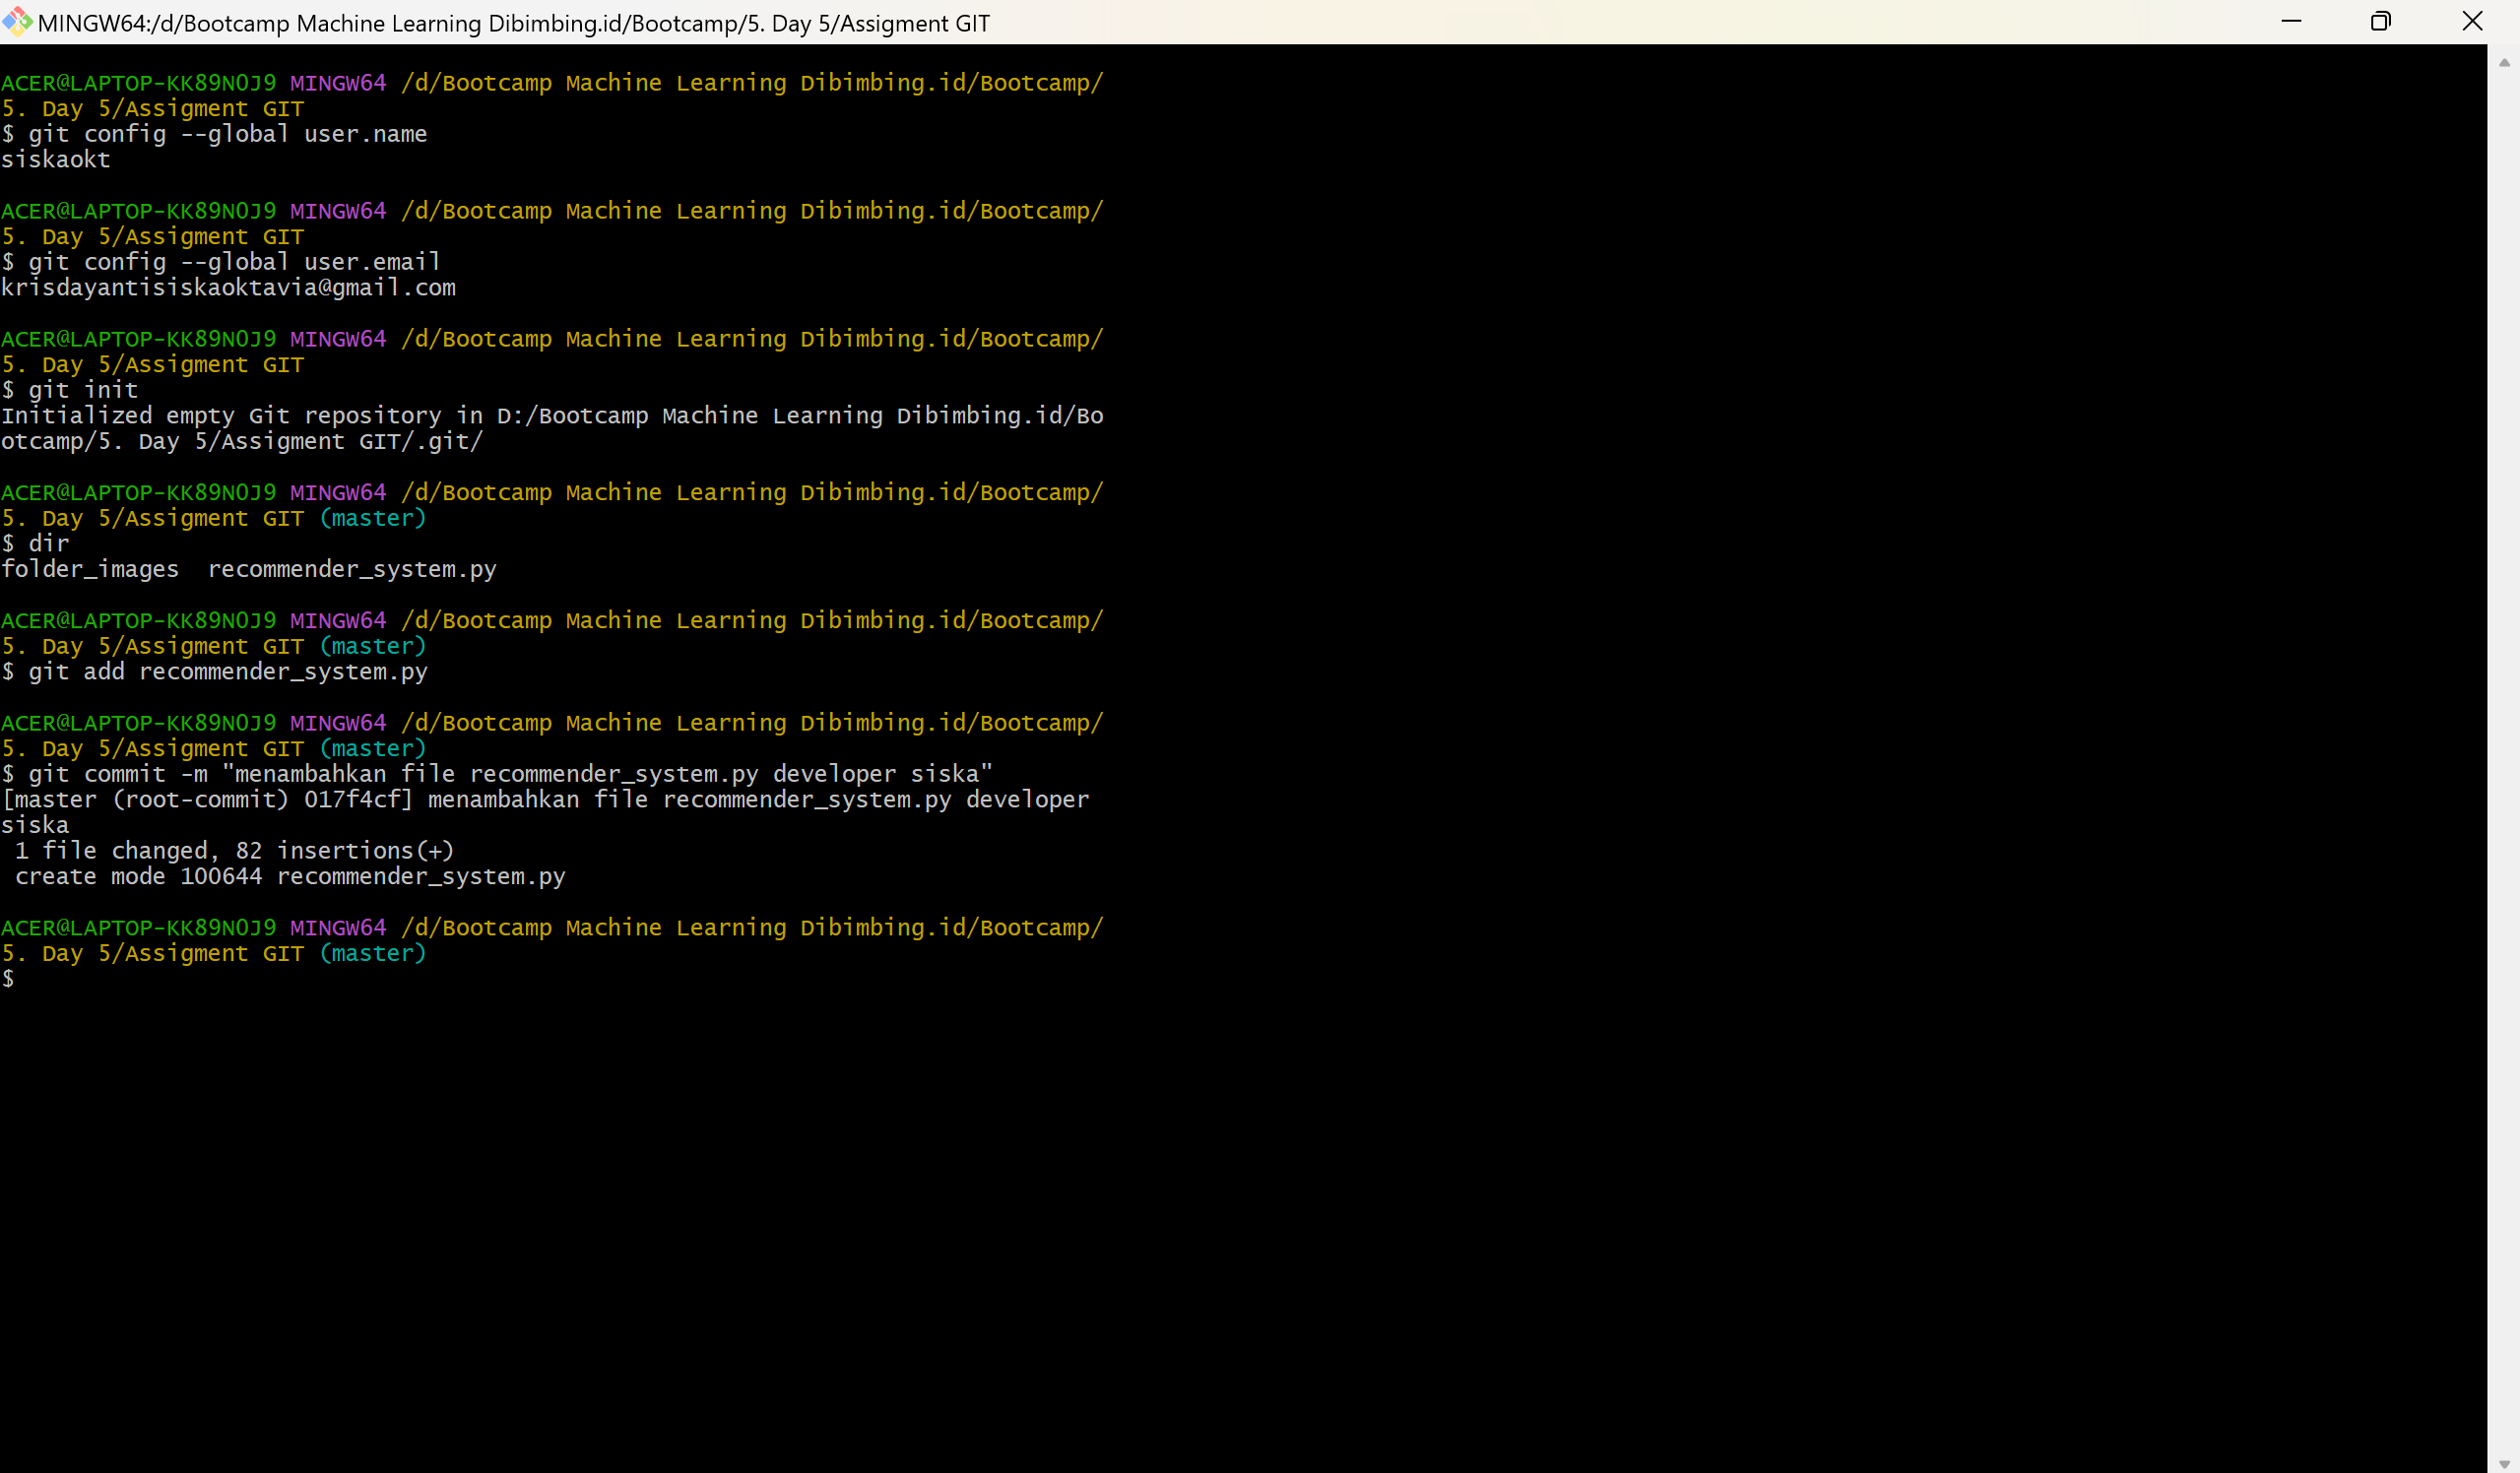 MINGW64:/d/Bootcamp Machine Learning Dibimbing.id/Bootcamp/5. Day 5/Assigment GIT
ACER@LAPTOP-KK89N0J9 MINGW64 /d/Bootcamp Machine Learning Dibimbing.id/Bootcamp/
5. Day 5/Assigment GIT
$ git config --global user.name
siskaokt
ACER@LAPTOP-KK89N0J9 MINGW64 /d/Bootcamp Machine Learning Dibimbing.id/Bootcamp/
5. Day 5/Assigment GIT
$ git config --global user.email
krisdayantisiskaoktavia@gmail.com
ACER@LAPTOP-KK89N0J9 MINGW64 /d/Bootcamp Machine Learning Dibimbing.id/Bootcamp/
5. Day 5/Assigment GIT
$ git init
Initialized empty Git repository in D:/Bootcamp Machine Learning Dibimbing.id/Bo
otcamp/5. Day 5/Assigment GIT/.git/
ACER@LAPTOP-KK89N0J9 MINGW64 /d/Bootcamp Machine Learning Dibimbing.id/Bootcamp/
5. Day 5/Assigment GIT (master)
$ dir
folder_images  recommender_system.py
ACER@LAPTOP-KK89N0J9 MINGW64 /d/Bootcamp Machine Learning Dibimbing.id/Bootcamp/
5. Day 5/Assigment GIT (master)
$ git add recommender_system.py
ACER@LAPTOP-KK89N0J9 MINGW64 /d/Bootcamp Machine Learning Dibimbing.id/Bootcamp/
5. Day 5/Assigment GIT (master)
$ git commit -m "menambahkan file recommender_system.py developer siska"
[master (root-commit) 017f4cf] menambahkan file recommender_system.py developer
siska
 1 file changed, 82 insertions(+)
 create mode 100644 recommender_system.py
ACER@LAPTOP-KK89N0J9 MINGW64 /d/Bootcamp Machine Learning Dibimbing.id/Bootcamp/
5. Day 5/Assigment GIT (master)
$